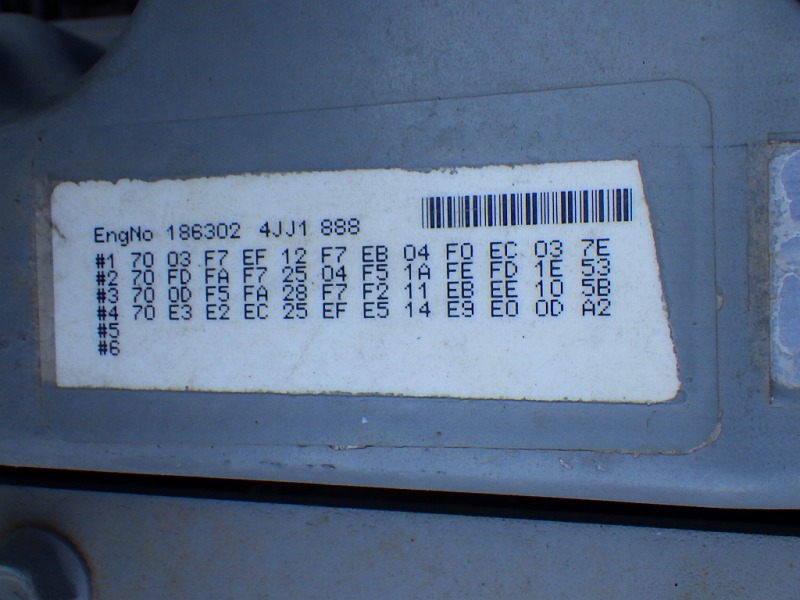 EngNo 186302 4JJ1 888
#1 70 03 F7 EF 12 F7 EB 04 F0 EC 03 7E
#2 70 FD FA F7 25 04 F5 1A FE FD 1E 53
#3 70 0D F5 FA 28 F7 F2 11 EB EE 10 5B
#4 70 E3 E2 EC 25 EF E5 14 E9 E0 0D A2
#5
#6